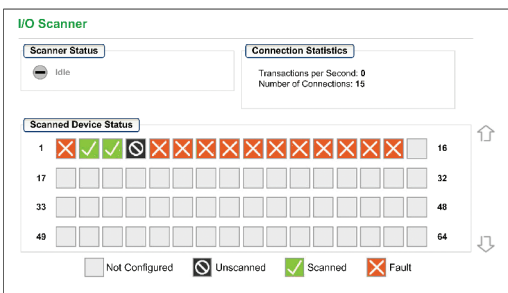 I/O Scanner
Scanner Status
Connection Statistics
Idle
Transactions per Second: 0
Number of Connections: 15
Scanned Device Status
1 16
17 32
33 48
49 64
Not Configured Unscanned Scanned Fault